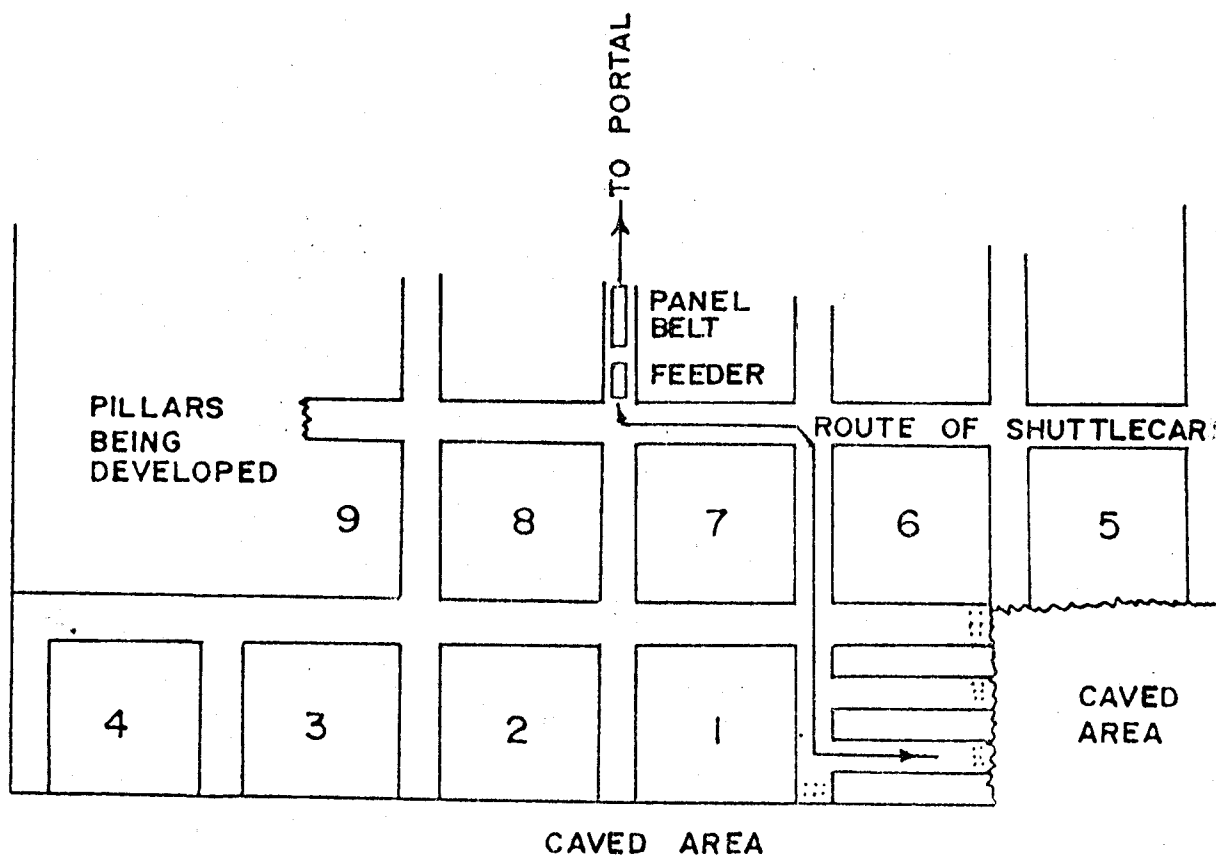 TO PORTAL
PANEL
BELT
FEEDER
PILLARS
BEING
DEVELOPED
ROUTE OF SHUTTLECAR
9
8
7
6
5
4
3
2
1
CAVED
AREA
CAVED AREA